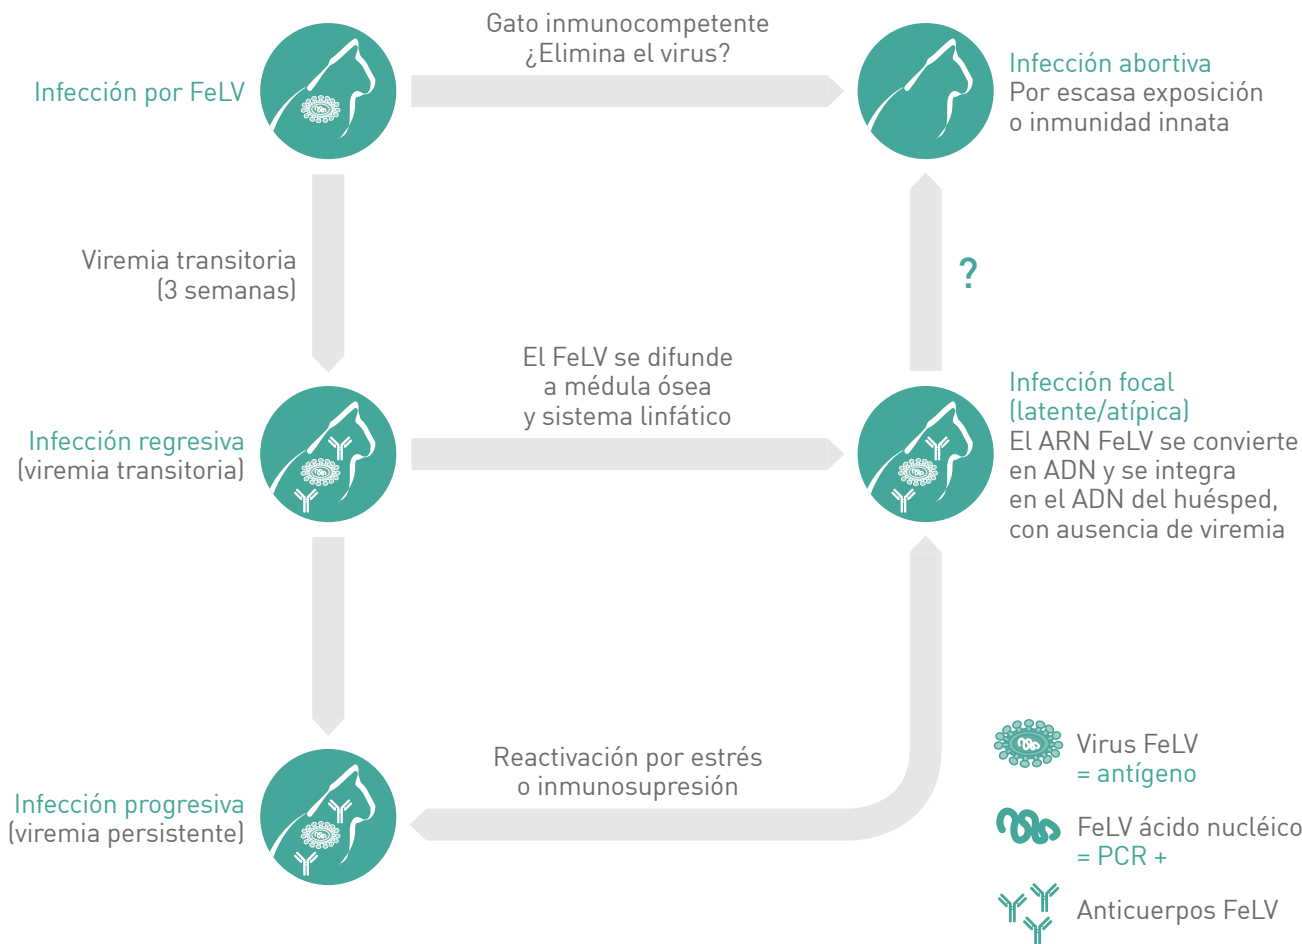 Gato inmunocompetente
¿Elimina el virus?
Infección por FeLV
Infección abortiva
Por escasa exposición
o inmunidad innata
Viremia transitoria
(3 semanas)
?
El FeLV se difunde
a médula ósea
y sistema linfático
Infección regresiva
(viremia transitoria)
Infección focal
(latente/atípica)
El ARN FeLV se convierte
en ADN y se integra
en el ADN del huésped,
con ausencia de viremia
Reactivación por estrés
o inmunosupresión
Infección progresiva
(viremia persistente)
Virus FeLV
= antígeno
FeLV ácido nucléico
= PCR +
Anticuerpos FeLV